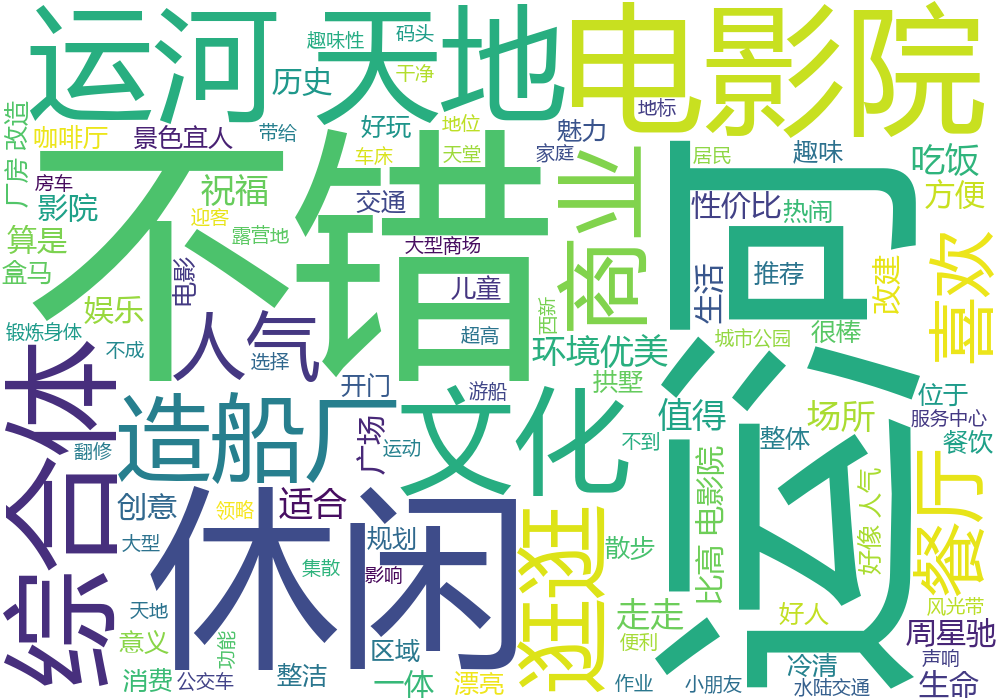 运河天地
电影院
不错
运河
休闲
综合体
造船厂
文化
人气
商业
逛逛
餐厅
喜欢
趣味性
码头
历史
干净
地标
厂房 改造
咖啡厅
景色宜人
带给
好玩
地位
魅力
车床
天堂
家庭
居民
趣味
吃饭
方便
房车
影院
祝福
迎客
交通
性价比
热闹
算是
露营地
大型商场
盒马
电影
儿童
生活
推荐
改建
娱乐
锻炼身体
不成
选择
超高
西新
环境优美
城市公园
很棒
开门
游船
拱墅
值得
场所
位于
服务中心
广场
运动
不到
整体
餐饮
翻修
创意
领略
适合
规划
散步
比高 电影院
好像 人气
大型
集散
影响
天地
走走
好人
风光带
意义
功能
区域
便利
周星驰
声响
消费
公交车
整洁
一体
漂亮
作业
小朋友
冷清
水陆交通
生命